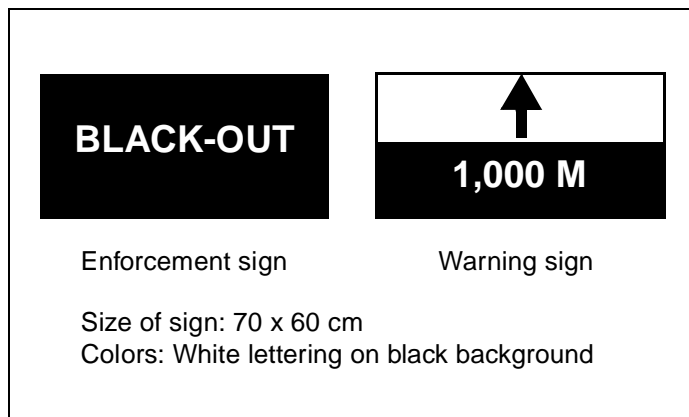 BLACK-OUT
1,000 M
Enforcement sign
Warning sign
Size of sign: 70 x 60 cm
Colors: White lettering on black background